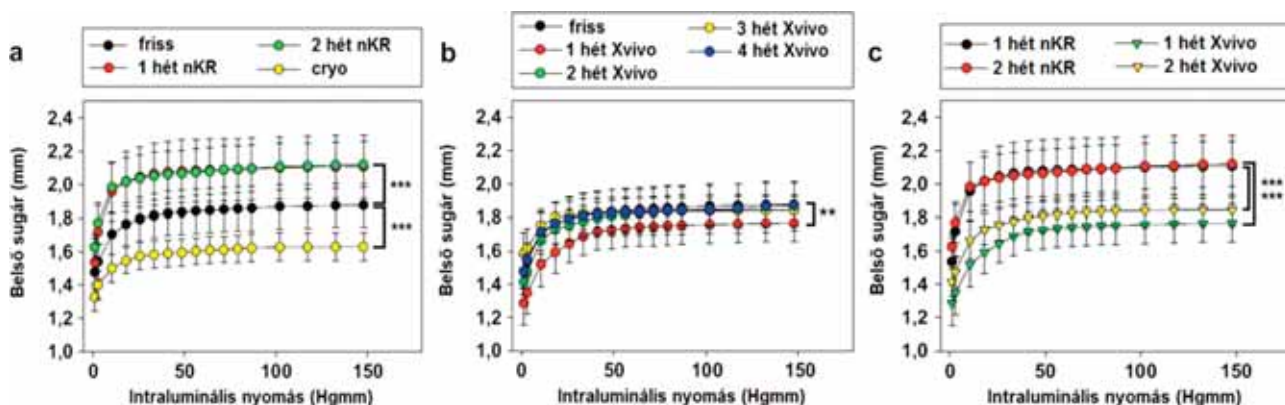 a
friss
2 hét nKR
1 hét nKR
cryo
Belső sugár (mm)
2,4
2,2
2,0
1,8
1,6
1,4
1,2
1,0
***
***
0
50
100
150
Intraluminális nyomás (Hgmm)
b
friss
3 hét Xvivo
1 hét Xvivo
4 hét Xvivo
2 hét Xvivo
Belső sugár (mm)
2,4
2,2
2,0
1,8
1,6
1,4
1,2
1,0
**
0
50
100
150
Intraluminális nyomás (Hgmm)
c
1 hét nKR
1 hét Xvivo
2 hét nKR
2 hét Xvivo
Belső sugár (mm)
2,4
2,2
2,0
1,8
1,6
1,4
1,2
1,0
***
***
0
50
100
150
Intraluminális nyomás (Hgmm)